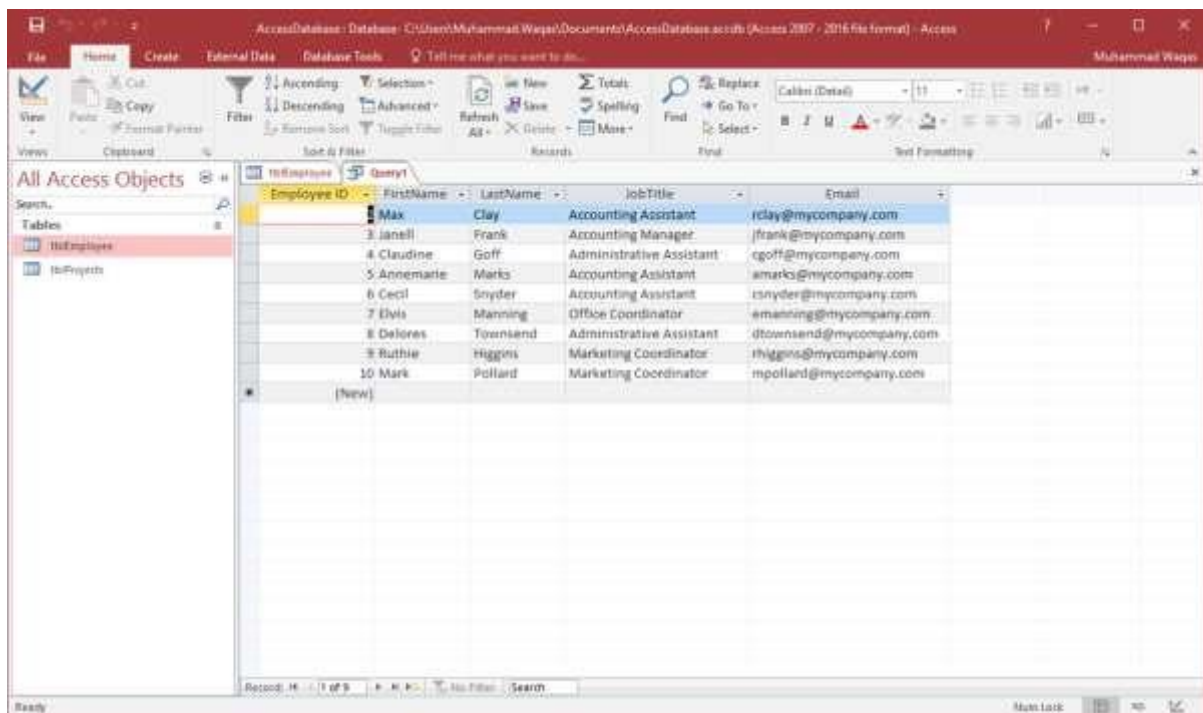 AccessDatabase : Database- C:\Users\Muhammad.Waqas\Documents\AccessDatabase.accdb (Access 2007 - 2016 file format) - Access
File Home Create External Data Database Tools Tell me what you want to do... Muhammad Waqas
View Paste Cut Copy Format Painter Filter Ascending Descending Remove Sort Selection Advanced Toggle Filter Refresh All New Save Delete Totals Spelling More Find Replace Go To Select Calibri (Detail) 11 B I U
Views Clipboard Sort & Filter Records Find Text Formatting
All Access Objects
Search...
Tables
tblEmployee
tblProjects
tblEmployee Query1
Employee ID FirstName LastName JobTitle Email
Max Clay Accounting Assistant rclay@mycompany.com
3 Janell Frank Accounting Manager jfrank@mycompany.com
4 Claudine Goff Administrative Assistant cgoff@mycompany.com
5 Annemarie Marks Accounting Assistant amarks@mycompany.com
6 Cecil Snyder Accounting Assistant csnyder@mycompany.com
7 Elvis Manning Office Coordinator emanning@mycompany.com
8 Delores Townsend Administrative Assistant dtownsend@mycompany.com
9 Ruthie Higgins Marketing Coordinator rhiggins@mycompany.com
10 Mark Pollard Marketing Coordinator mpollard@mycompany.com
(New)
Record: 1 of 9 No Filter Search
Ready Num Lock